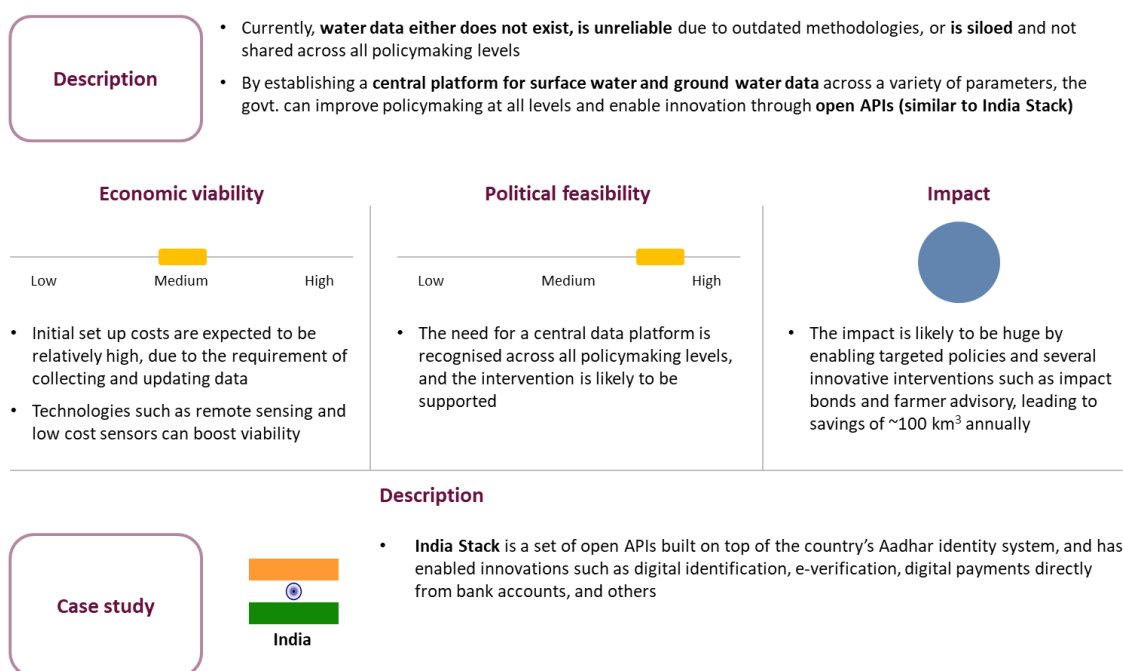 Description
• Currently, water data either does not exist, is unreliable due to outdated methodologies, or is siloed and not
shared across all policymaking levels
• By establishing a central platform for surface water and ground water data across a variety of parameters, the
govt. can improve policymaking at all levels and enable innovation through open APIs (similar to India Stack)
Economic viability
Low Medium High
• Initial set up costs are expected to be
relatively high, due to the requirement of
collecting and updating data
• Technologies such as remote sensing and
low cost sensors can boost viability
Political feasibility
Low Medium High
• The need for a central data platform is
recognised across all policymaking levels,
and the intervention is likely to be
supported
Impact
• The impact is likely to be huge by
enabling targeted policies and several
innovative interventions such as impact
bonds and farmer advisory, leading to
savings of ~100 km³ annually
Case study
India
Description
• India Stack is a set of open APIs built on top of the country’s Aadhar identity system, and has
enabled innovations such as digital identification, e-verification, digital payments directly
from bank accounts, and others